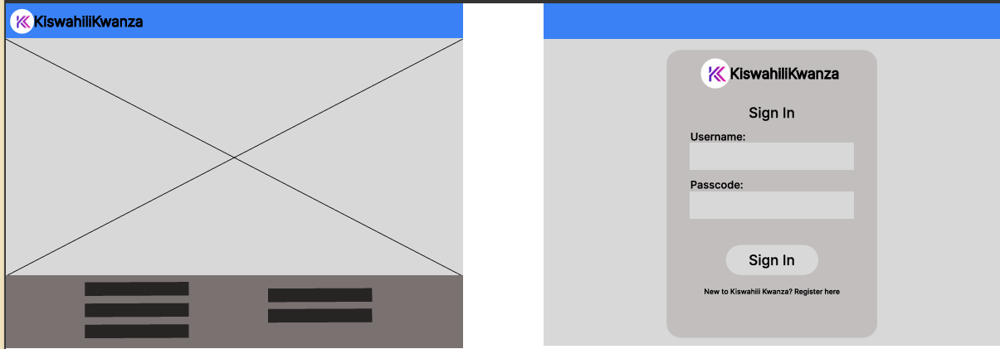 KiswahiliKwanza
KiswahiliKwanza
Sign In
Username:
Passcode:
Sign In
New to Kiswahili Kwanza? Register here